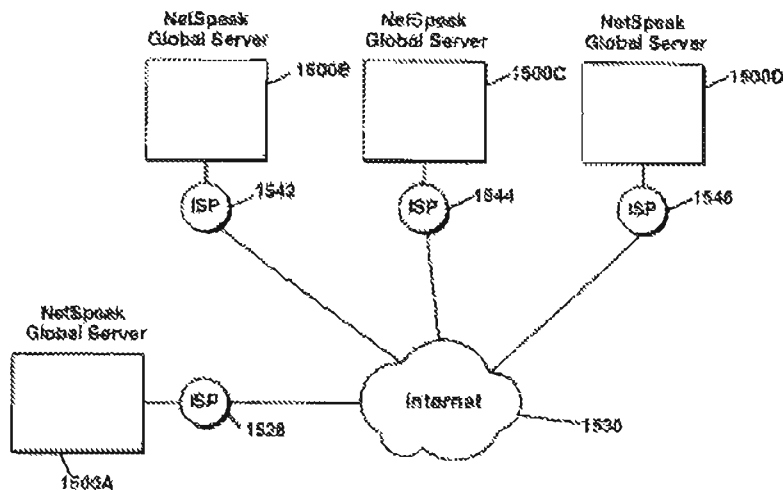 NetSpeak
Global Server
NetSpeak
Global Server
NetSpeak
Global Server
1500B
1500C
1500D
ISP
1542
ISP
1544
ISP
1546
NetSpeak
Global Server
ISP
1528
Internet
1530
1500A